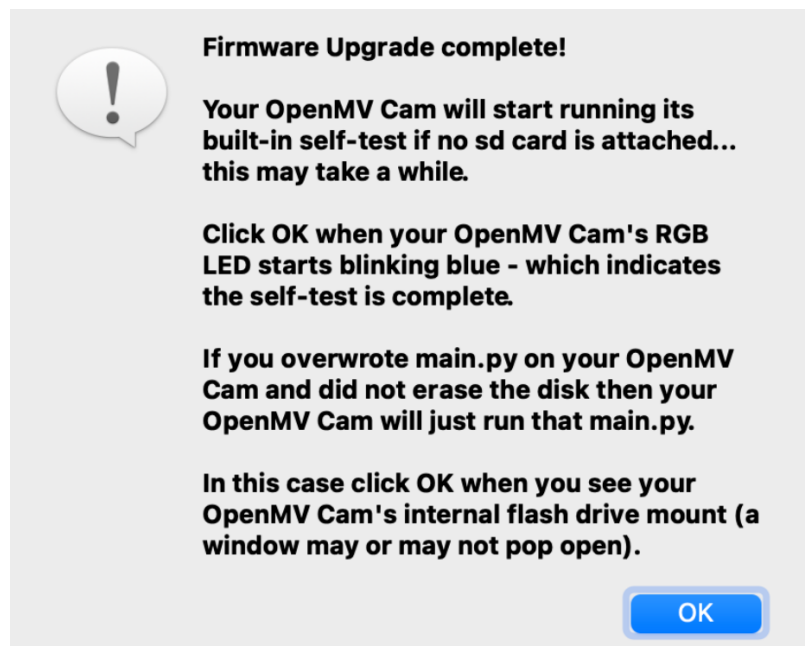 Firmware Upgrade complete!
Your OpenMV Cam will start running its
built-in self-test if no sd card is attached...
this may take a while.
Click OK when your OpenMV Cam's RGB
LED starts blinking blue - which indicates
the self-test is complete.
If you overwrote main.py on your OpenMV
Cam and did not erase the disk then your
OpenMV Cam will just run that main.py.
In this case click OK when you see your
OpenMV Cam's internal flash drive mount (a
window may or may not pop open).
OK